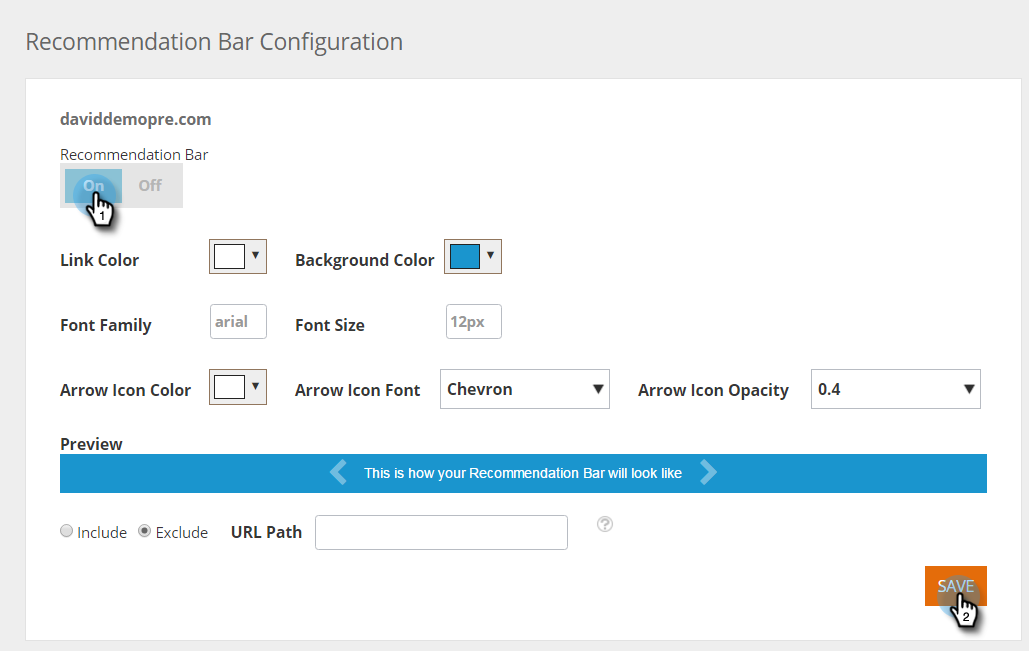 Recommendation Bar Configuration
daviddemopre.com
Recommendation Bar
On Off
1
Link Color Background Color
Font Family arial Font Size 12px
Arrow Icon Color Arrow Icon Font Chevron Arrow Icon Opacity 0.4
Preview
This is how your Recommendation Bar will look like
Include Exclude URL Path ?
SAVE
2